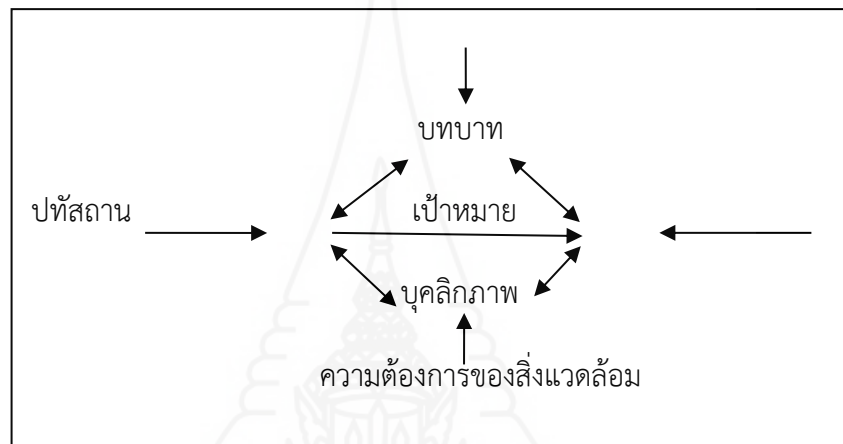 บทบาท
ปทัสถาน เป้าหมาย
บุคลิกภาพ
ความต้องการของสิ่งแวดล้อม